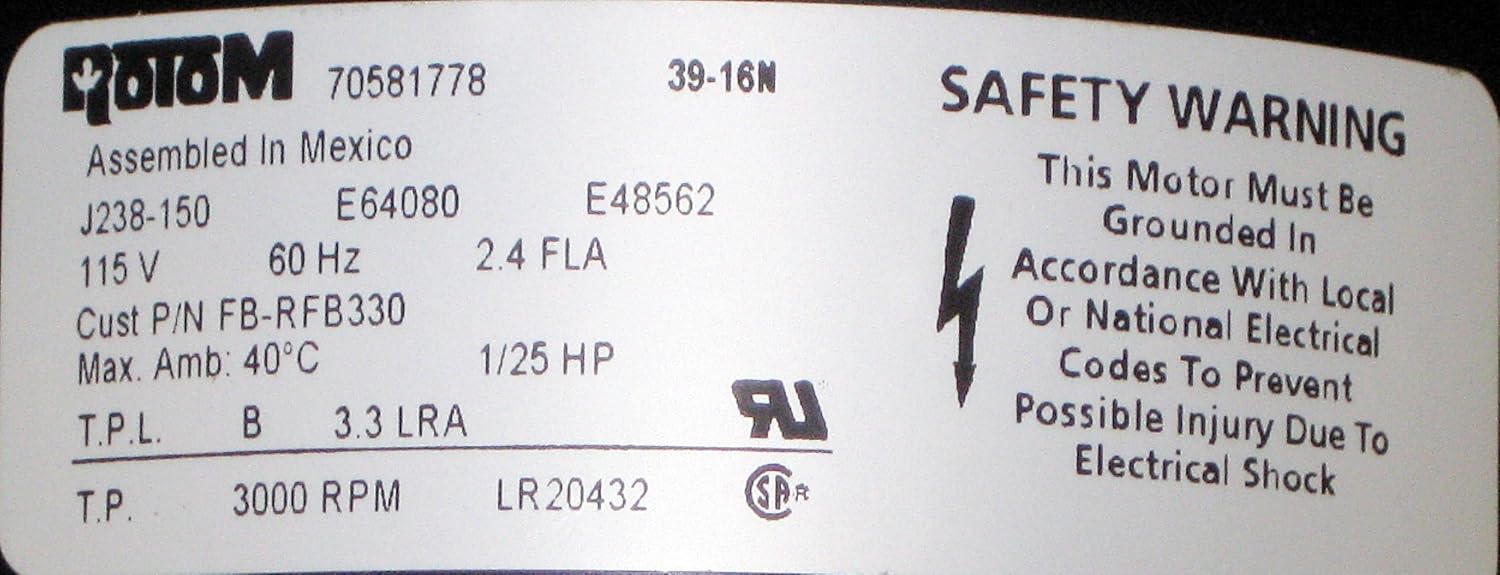 ROTOM 70581778 39-16N
Assembled In Mexico
J238-150 E64080 E48562
115 V 60 Hz 2.4 FLA
Cust P/N FB-RFB330
Max. Amb: 40°C 1/25 HP
T.P.L. B 3.3 LRA
T.P. 3000 RPM LR20432
SAFETY WARNING
This Motor Must Be
Grounded In
Accordance With Local
Or National Electrical
Codes To Prevent
Possible Injury Due To
Electrical Shock